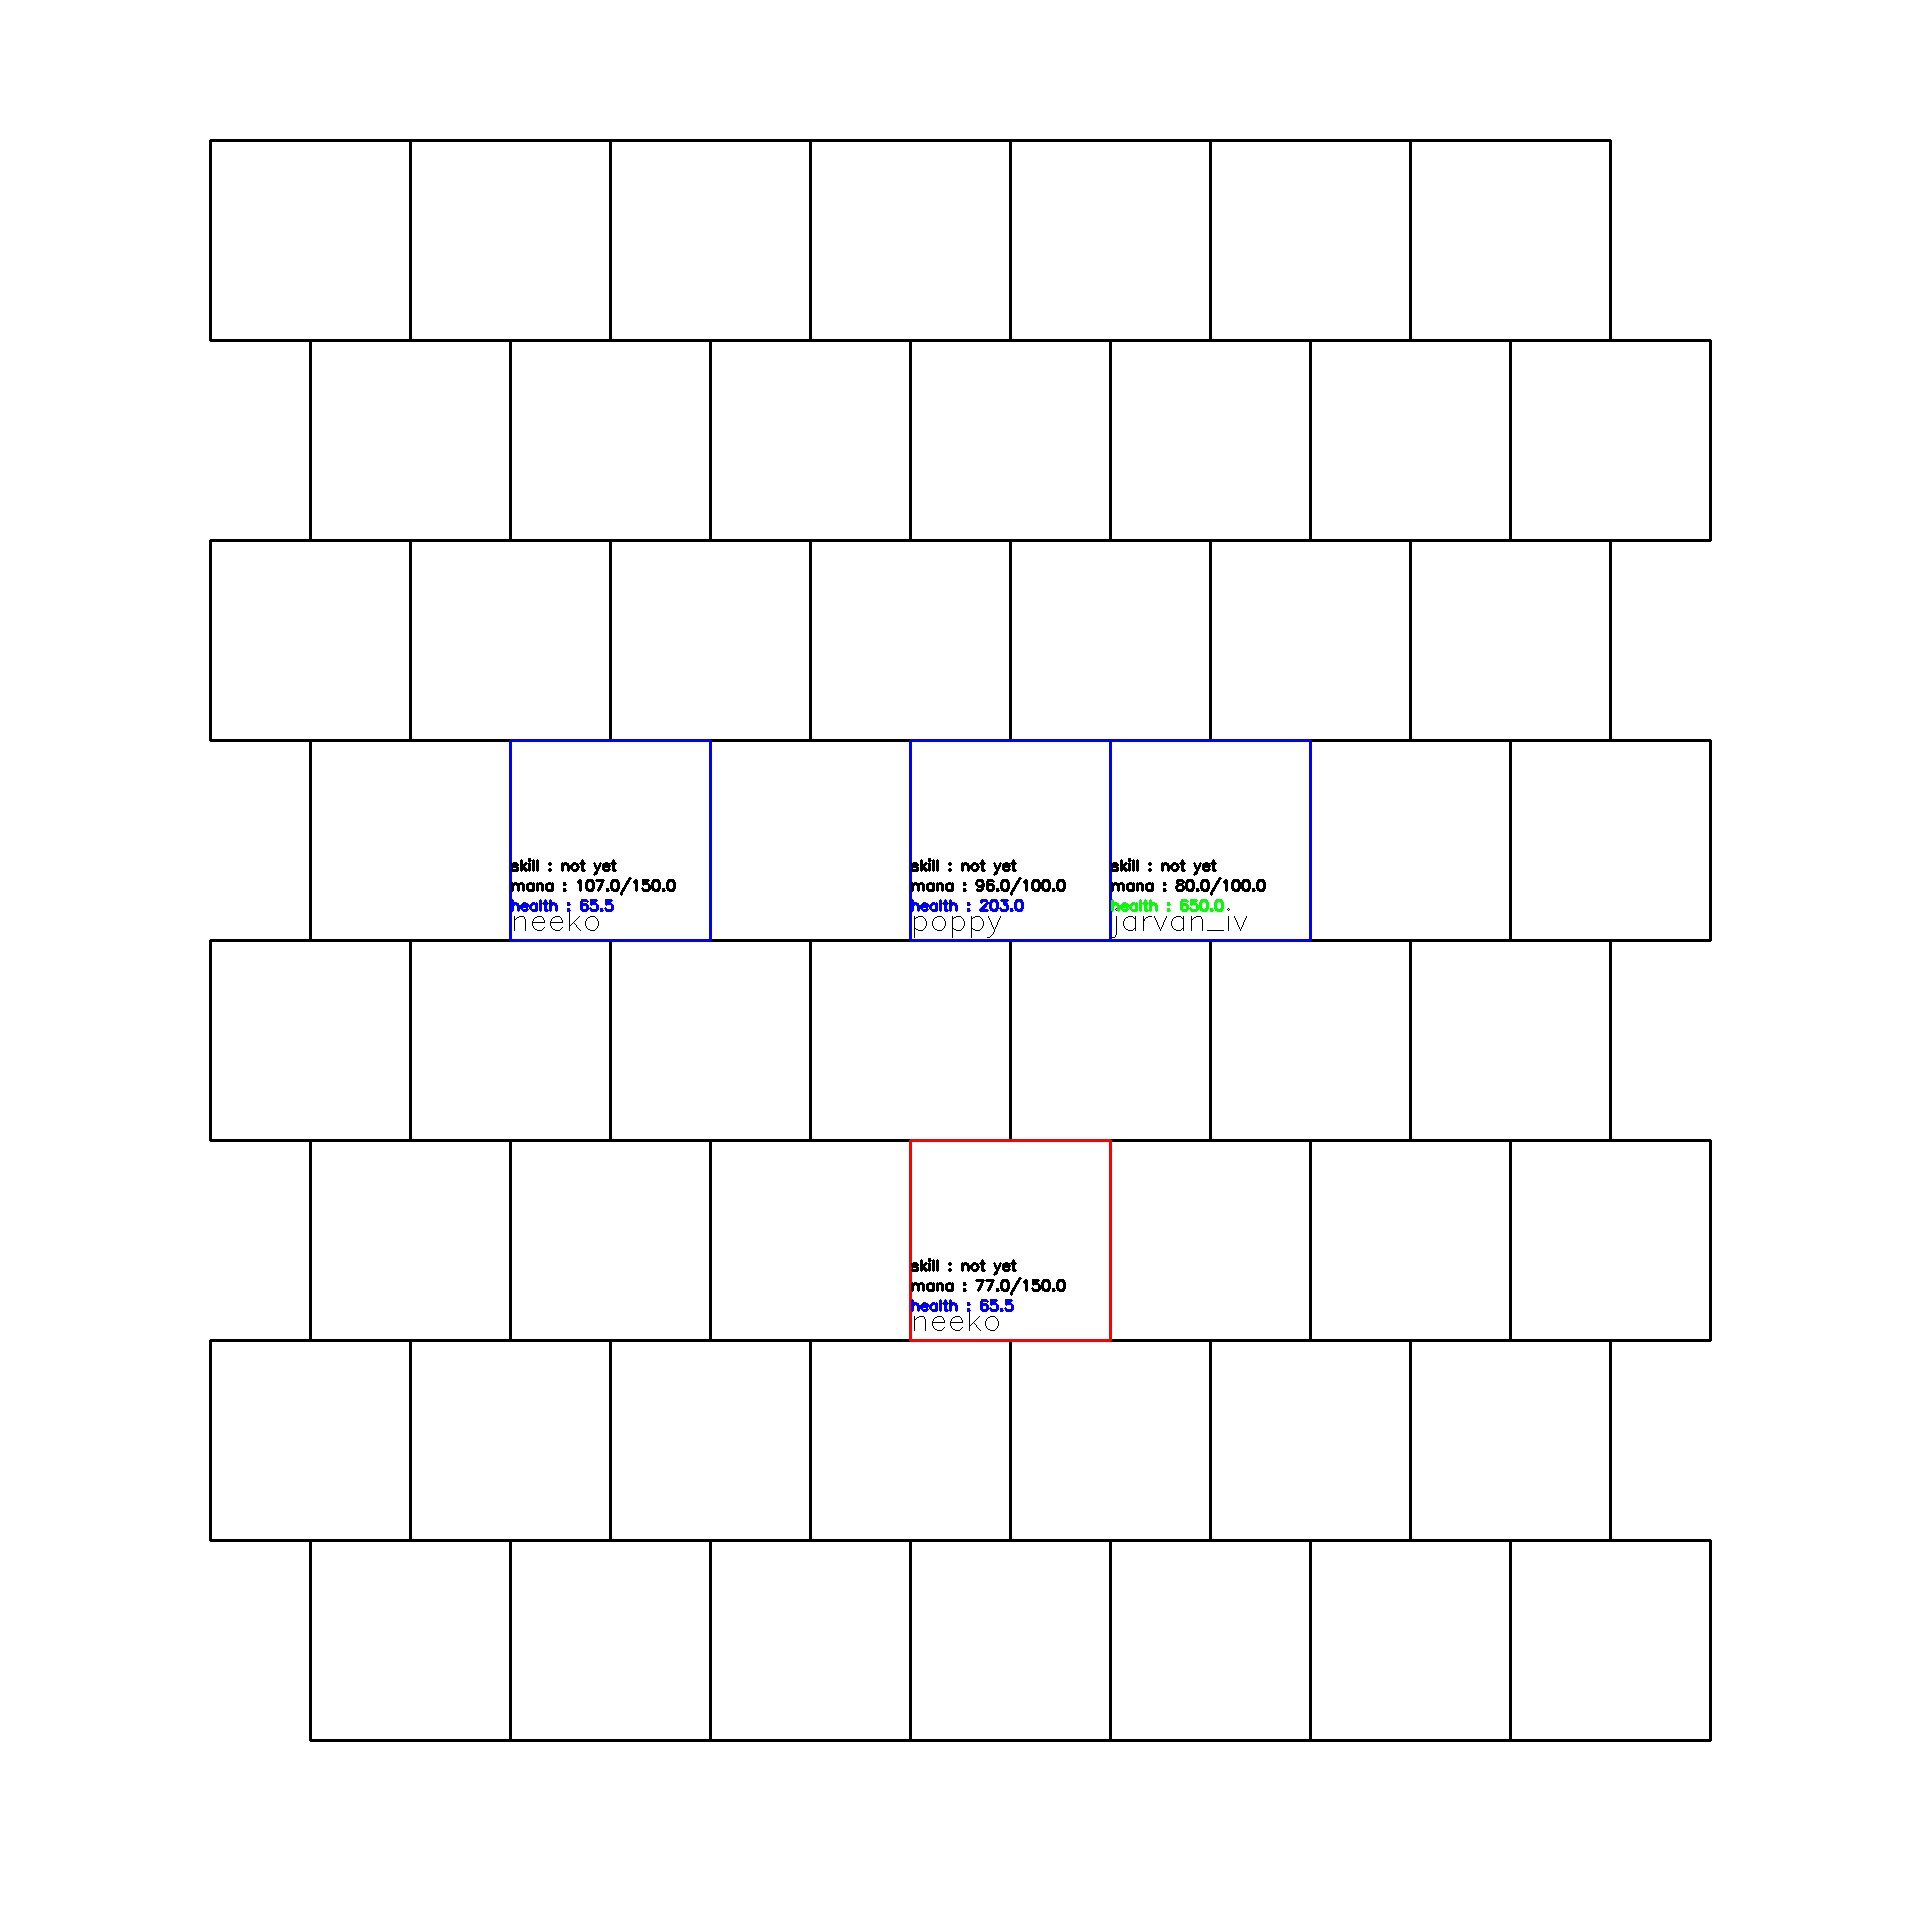 skill : not yet
mana : 107.0/150.0
health : 65.5
neeko
skill : not yet
mana : 96.0/100.0
health : 203.0
poppy
skill : not yet
mana : 80.0/100.0
health : 650.0
jarvan_iv
skill : not yet
mana : 77.0/150.0
health : 65.5
neeko